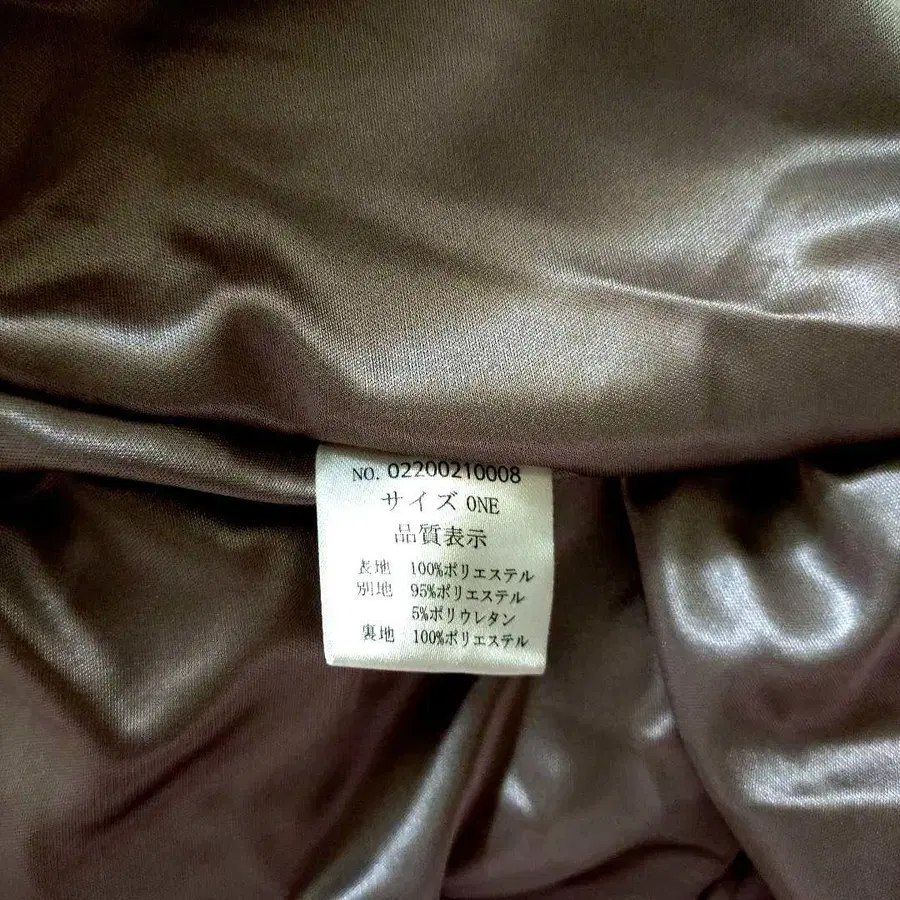 NO. 02200210008
サイズ ONE
品質表示
表地 100%ポリエステル
別地 95%ポリエステル
5%ポリウレタン
裏地 100%ポリエステル